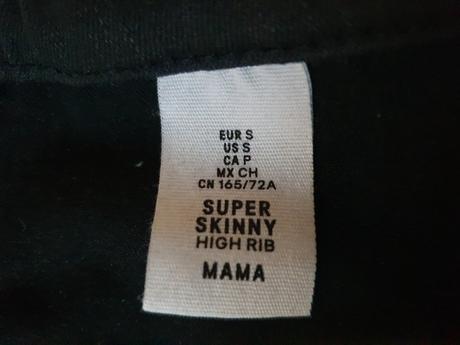 EUR S
US S
CA P
MX CH
CN 165/72A
SUPER
SKINNY
HIGH RIB
MAMA